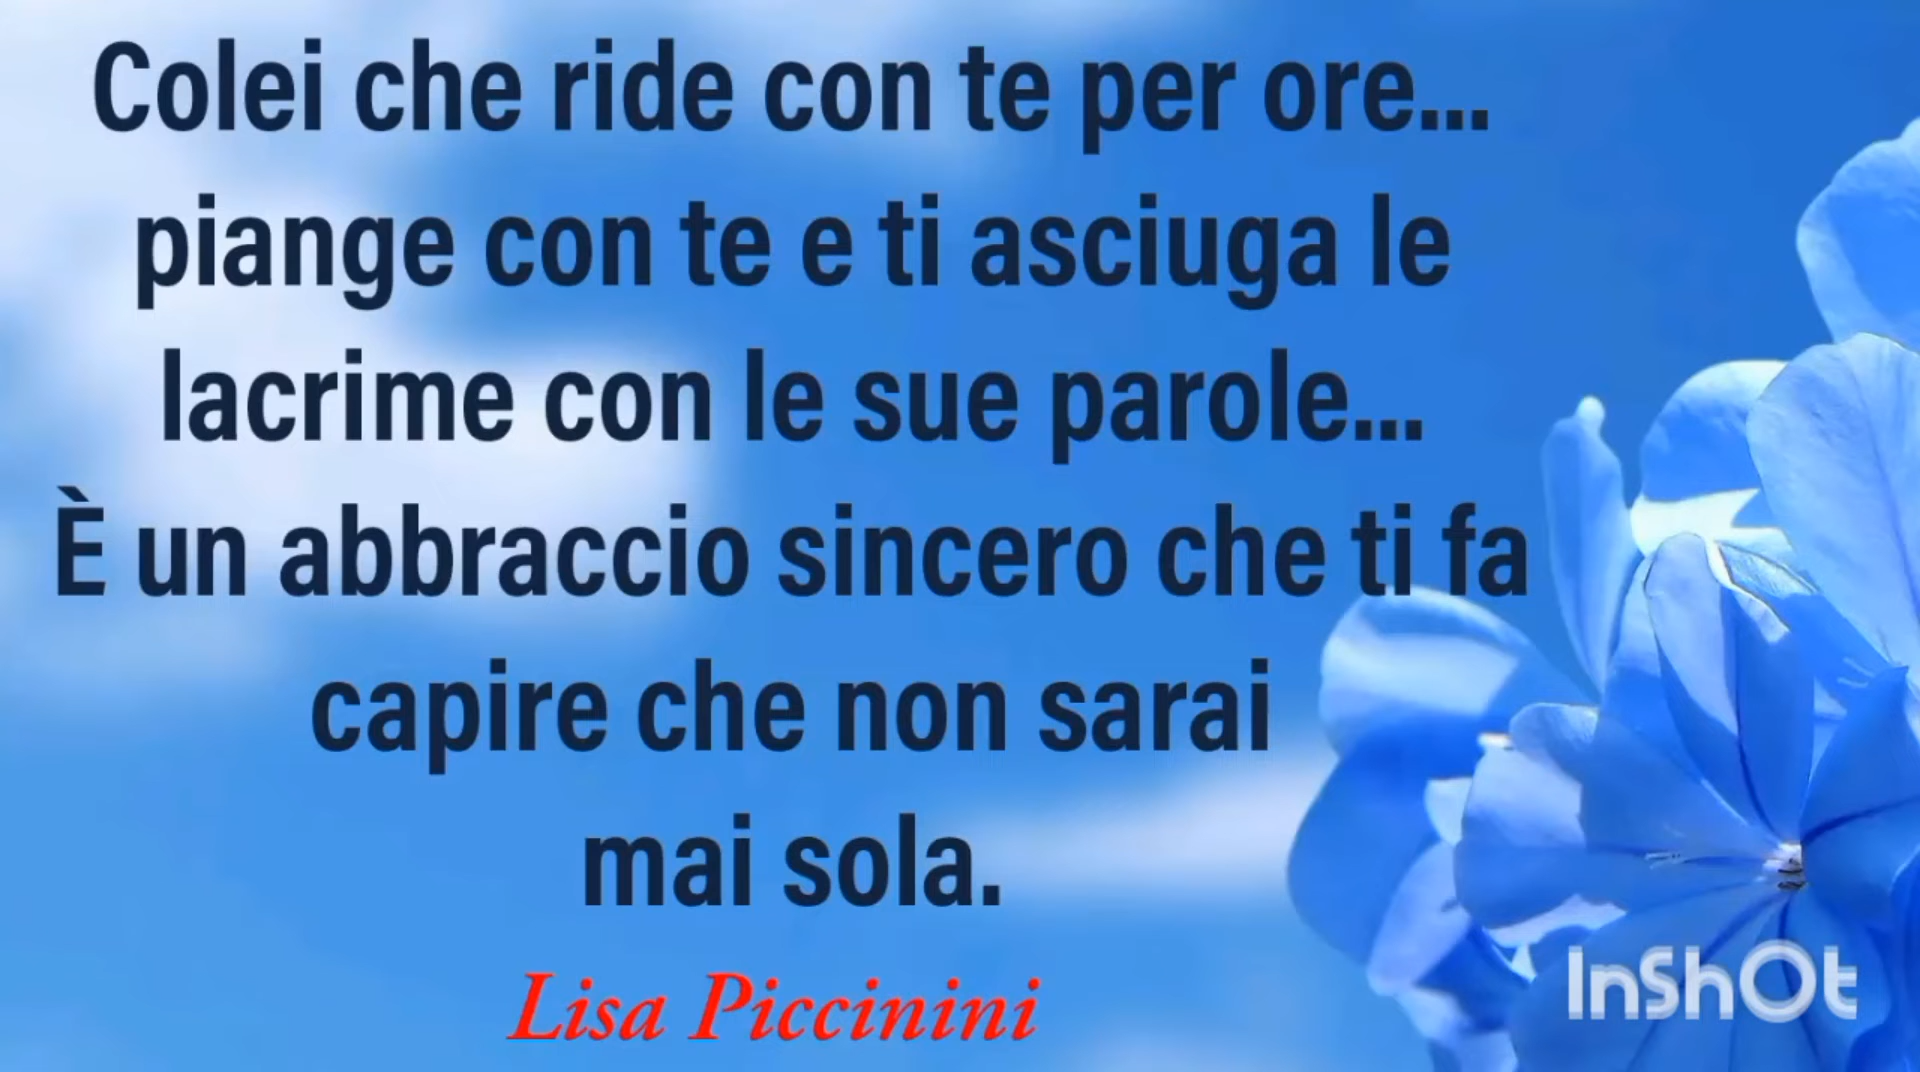 Colei che ride con te per ore...
piange con te e ti asciuga le
lacrime con le sue parole...
È un abbraccio sincero che ti fa
capire che non sarai
mai sola.
Lisa Piccinini
InShOt